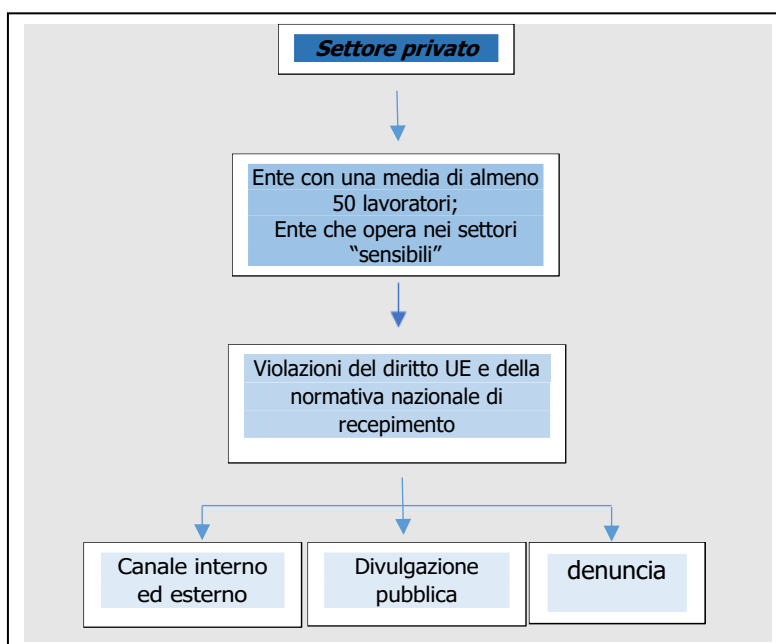 Settore privato
Ente con una media di almeno
50 lavoratori;
Ente che opera nei settori
“sensibili”
Violazioni del diritto UE e della
normativa nazionale di
recepimento
Canale interno
ed esterno
Divulgazione
pubblica
denuncia